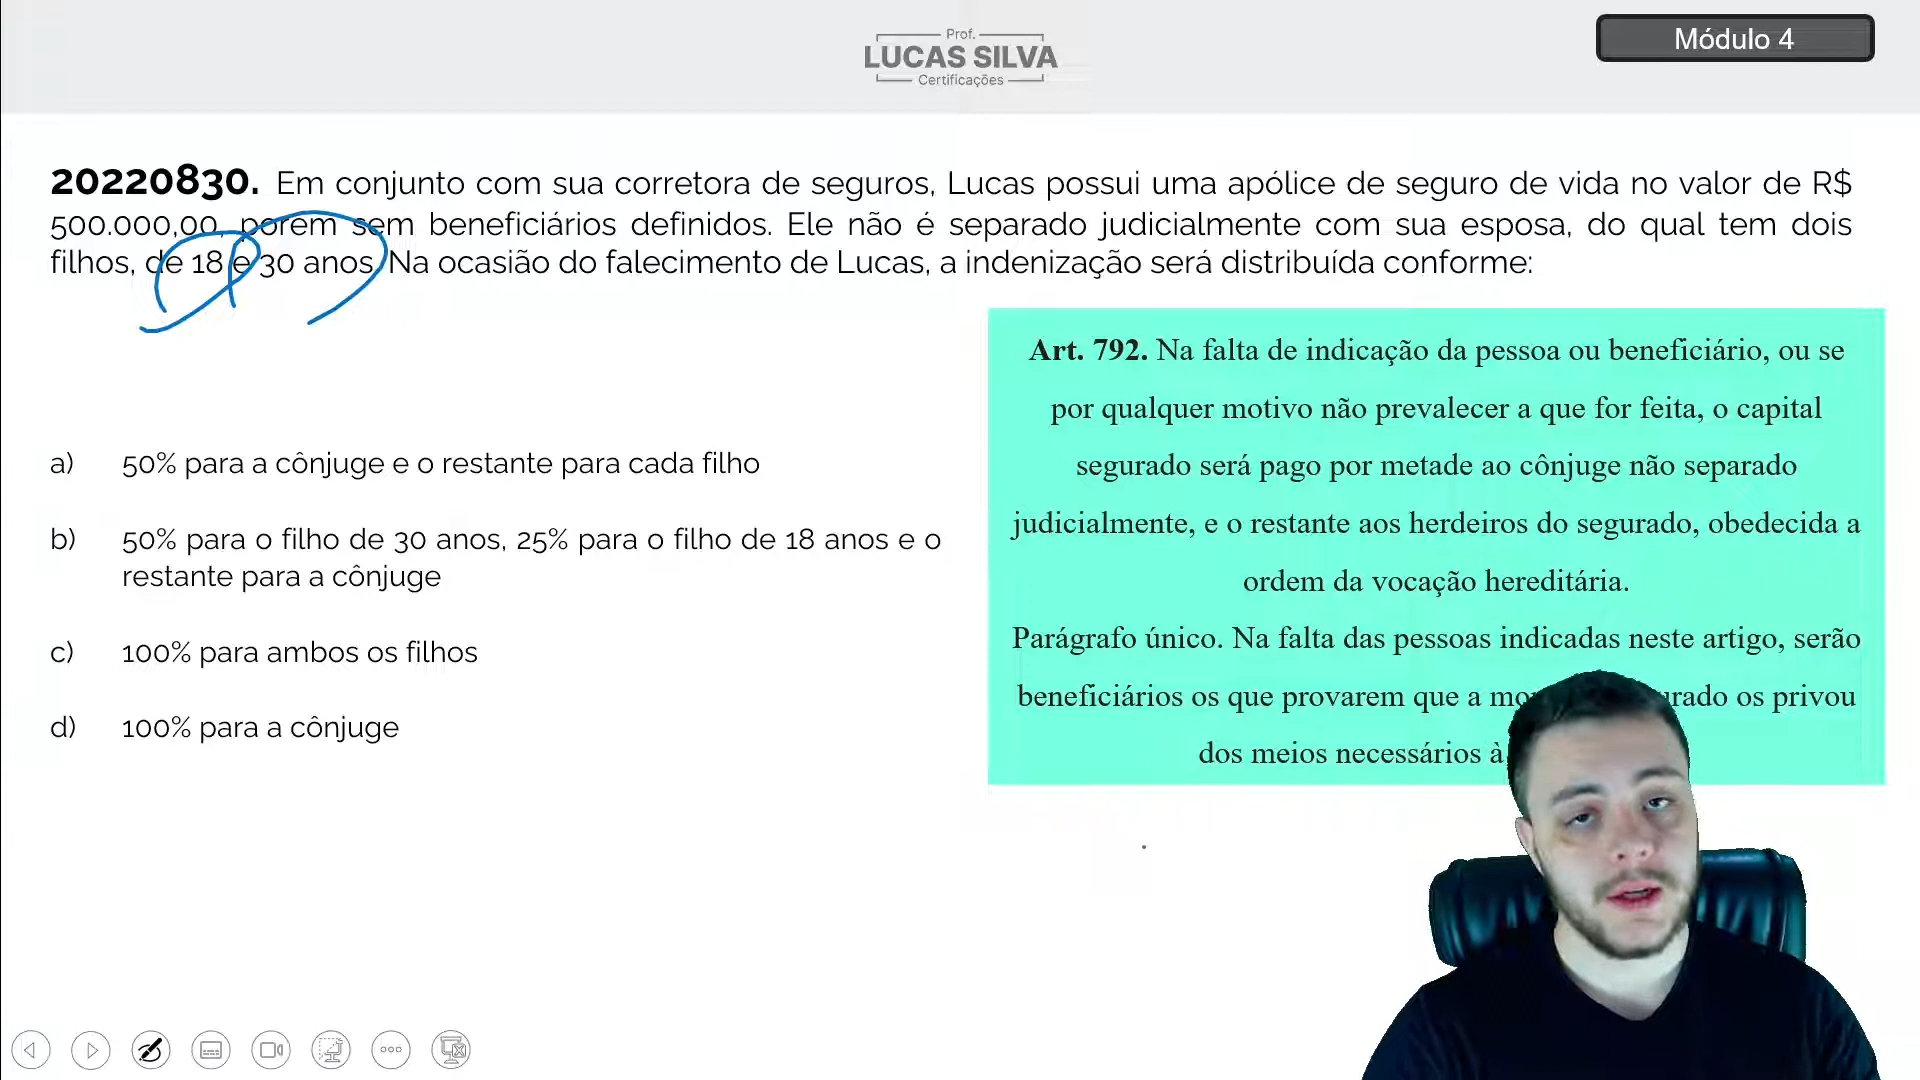 Prof.
LUCAS SILVA
Certificações
Módulo 4
20220830. Em conjunto com sua corretora de seguros, Lucas possui uma apólice de seguro de vida no valor de R$
500.000,00, porém sem beneficiários definidos. Ele não é separado judicialmente com sua esposa, do qual tem dois
filhos, de 18 e 30 anos. Na ocasião do falecimento de Lucas, a indenização será distribuída conforme:
a) 50% para a cônjuge e o restante para cada filho
b) 50% para o filho de 30 anos, 25% para o filho de 18 anos e o
restante para a cônjuge
c) 100% para ambos os filhos
d) 100% para a cônjuge
Art. 792. Na falta de indicação da pessoa ou beneficiário, ou se
por qualquer motivo não prevalecer a que for feita, o capital
segurado será pago por metade ao cônjuge não separado
judicialmente, e o restante aos herdeiros do segurado, obedecida a
ordem da vocação hereditária.
Parágrafo único. Na falta das pessoas indicadas neste artigo, serão
beneficiários os que provarem que a os privou
dos meios necessários à